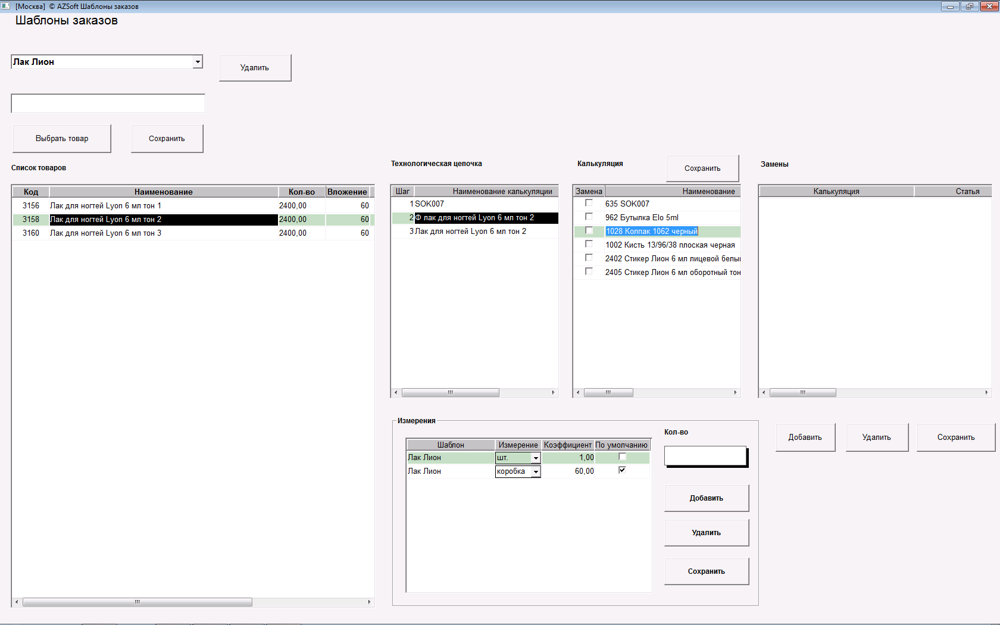 [Москва]  © AZSoft Шаблоны заказов
Шаблоны заказов
Лак Лион
Удалить
Выбрать товар
Сохранить
Список товаров
Код Наименование Кол-во Вложение
3156 Лак для ногтей Lyon 6 мл тон 1 2400,00 60
3158 Лак для ногтей Lyon 6 мл тон 2 2400,00 60
3160 Лак для ногтей Lyon 6 мл тон 3 2400,00 60
Технологическая цепочка
Шаг Наименование калькуляции
1 SOK007
2 Ф лак для ногтей Lyon 6 мл тон 2
3 Лак для ногтей Lyon 6 мл тон 2
Калькуляция
Сохранить
Замена Наименование
635 SOK007
962 Бутылка Elo 5ml
1028 Колпак 1062 черный
1002 Кисть 13/96/38 плоская черная
2402 Стикер Лион 6 мл лицевой белы
2405 Стикер Лион 6 мл оборотный тон
Замены
Калькуляция Статья
Измерения
Шаблон Измерение Коэффициент По умолчанию
Лак Лион шт. 1,00
Лак Лион коробка 60,00
Кол-во
Добавить
Удалить
Сохранить
Добавить
Удалить
Сохранить